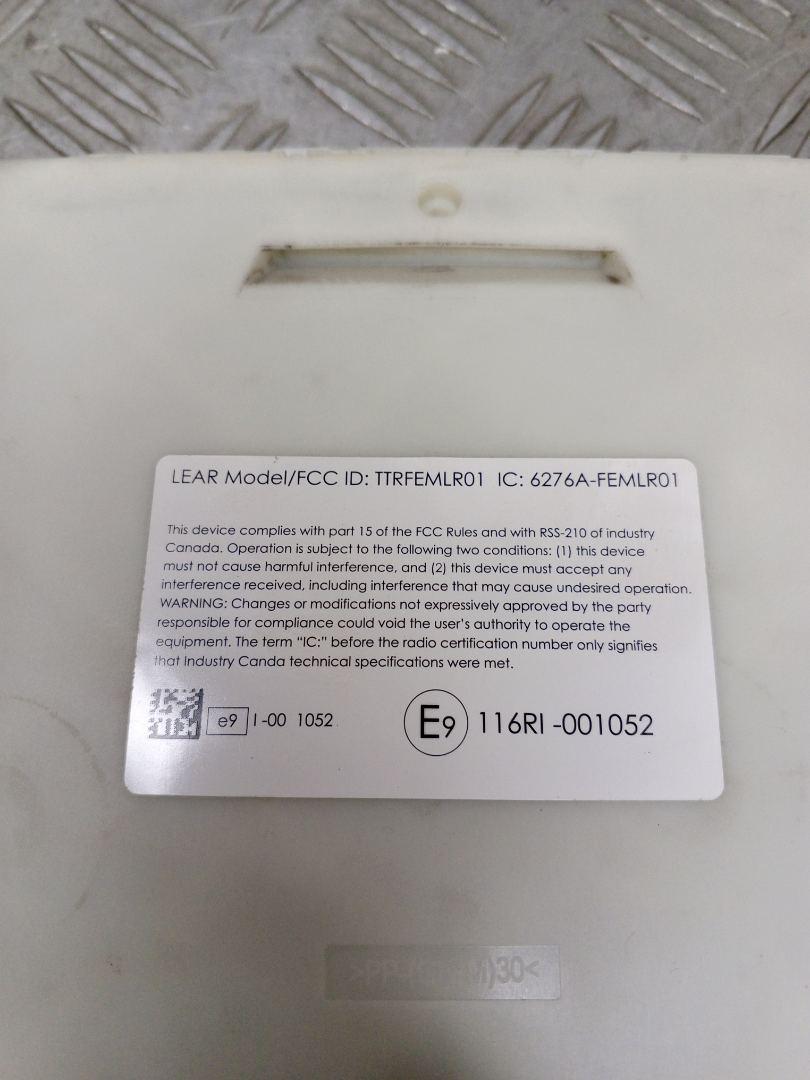 LEAR Model/FCC ID: TTRFEMLR01 IC: 6276A-FEMLR01
This device complies with part 15 of the FCC Rules and with RSS-210 of industry
Canada. Operation is subject to the following two conditions: (1) this device
must not cause harmful interference, and (2) this device must accept any
interference received, including interference that may cause undesired operation.
WARNING: Changes or modifications not expressively approved by the party
responsible for compliance could void the user's authority to operate the
equipment. The term "IC:" before the radio certification number only signifies
that Industry Canda technical specifications were met.
e9 I-00 1052
E9 116RI -001052